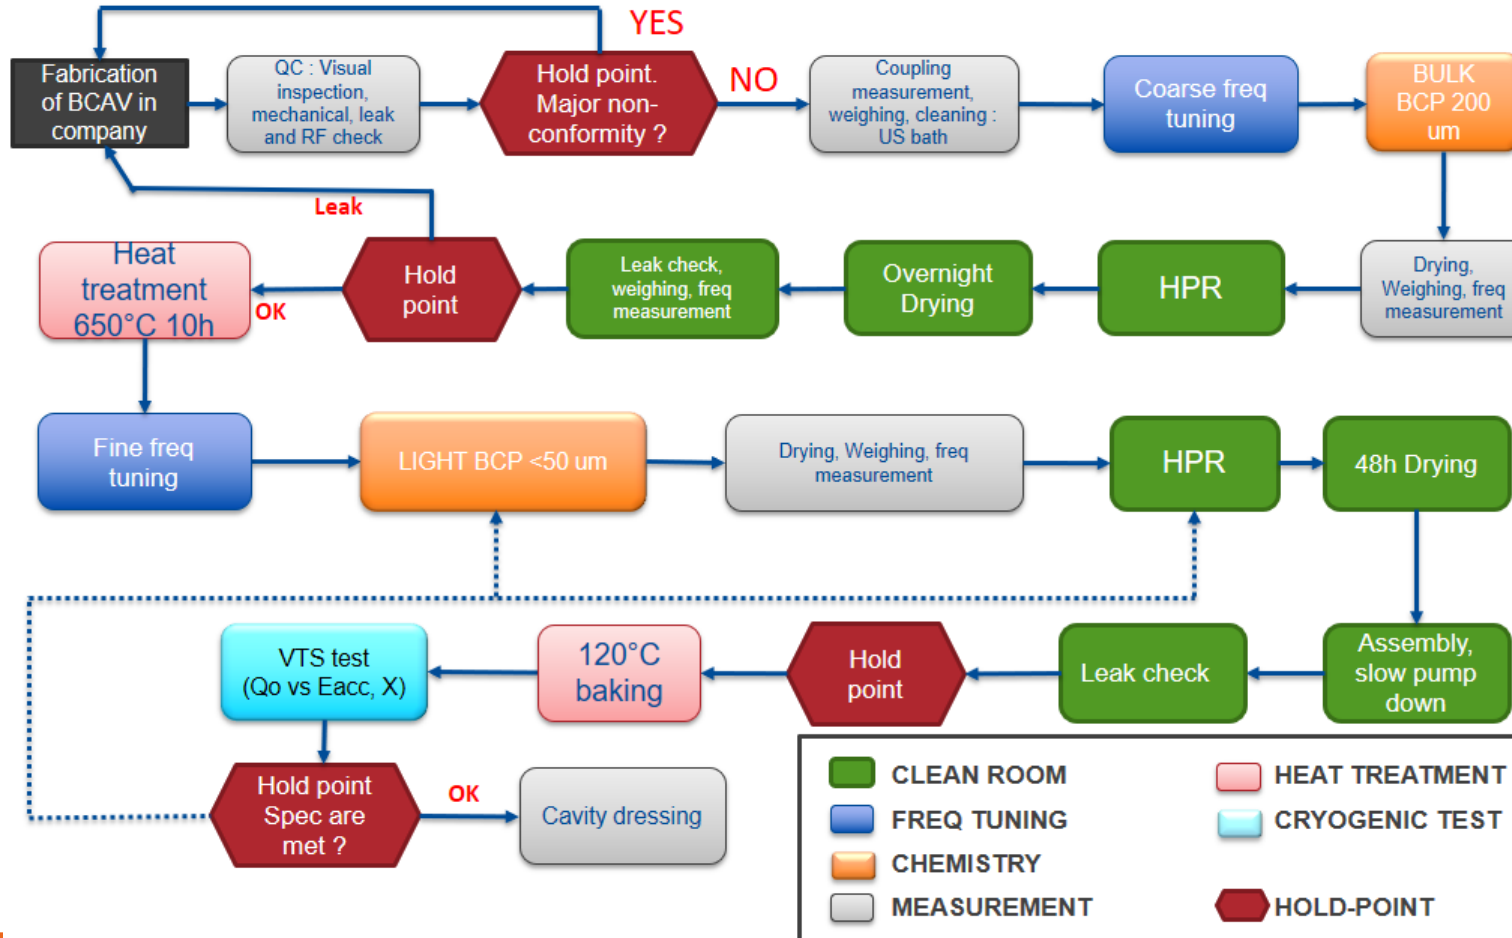 YES
Fabrication
of BCAV in
company
QC : Visual
inspection,
mechanical, leak
and RF check
Hold point.
Major non-
conformity ?
NO
Coupling
measurement,
weighing, cleaning :
US bath
Coarse freq
tuning
BULK
BCP 200
um
Leak
Heat
treatment
650°C 10h
OK
Hold
point
Leak check,
weighing, freq
measurement
Overnight
Drying
HPR
Drying,
Weighing, freq
measurement
Fine freq
tuning
LIGHT BCP <50 um
Drying, Weighing, freq
measurement
HPR
48h Drying
VTS test
(Qo vs Eacc, X)
120°C
baking
Hold
point
Leak check
Assembly,
slow pump
down
Hold point
Spec are
met ?
OK
Cavity dressing
CLEAN ROOM
FREQ TUNING
CHEMISTRY
MEASUREMENT
HEAT TREATMENT
CRYOGENIC TEST
HOLD-POINT